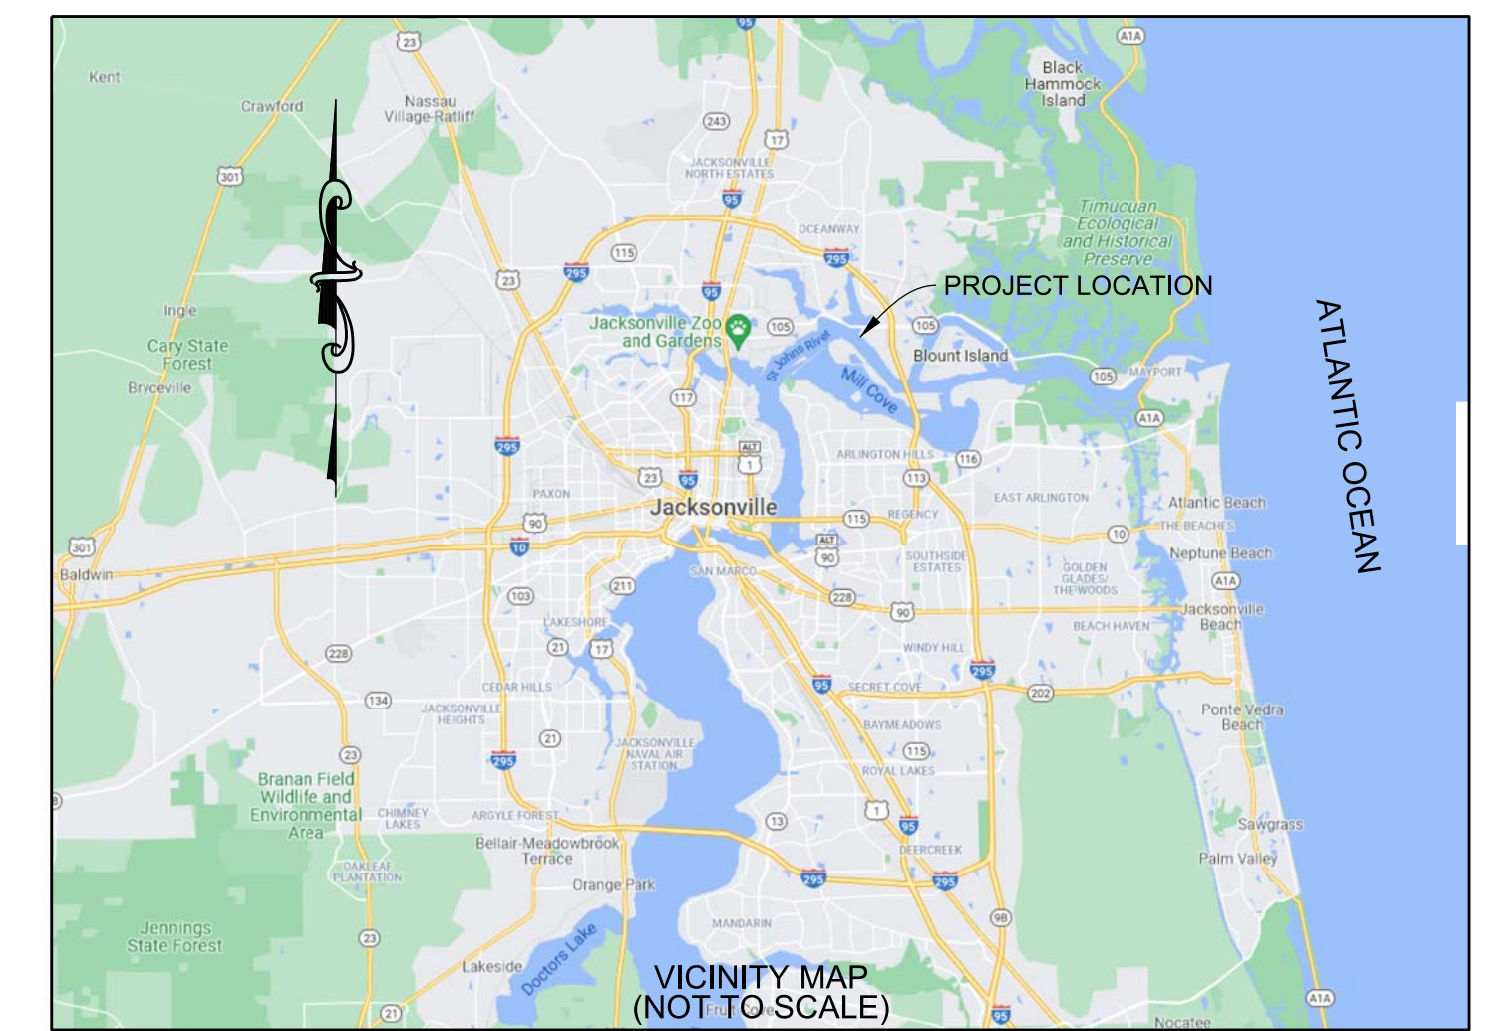 95
A1A
23
Kent
Black
Hammock
Island
Crawford
Nassau
Village-Ratliff
243
17
JACKSONVILLE
NORTH ESTATES
301
95
Timucuan
Ecological
and Historical
Preserve
OCEANWAY
115
295
295
23
PROJECT LOCATION
95
Ingle
Jacksonville Zoo
and Gardens
105
105
St Johns River
Cary State
Forest
Blount Island
ATLANTIC OCEAN
Mill Cove
105
MAYPORT
Bryceville
117
A1A
295
ALT
1
ARLINGTON HILLS
116
23
95
113
PAXON
EAST ARLINGTON
Atlantic Beach
Jacksonville
90
115
REGENCY
THE BEACHES
10
301
10
ALT
90
SOUTHSIDE
ESTATES
Neptune Beach
Baldwin
SAN MARCO
GOLDEN
GLADES/
THE WOODS
A1A
103
211
228
90
Jacksonville
Beach
LAKESHORE
BEACH HAVEN
228
21
17
WINDY HILL
295
CEDAR HILLS
95
SECRET COVE
202
134
JACKSONVILLE
HEIGHTS
Ponte Vedra
Beach
BAYMEADOWS
21
JACKSONVILLE
NAVAL AIR
STATION
115
23
295
ROYAL LAKES
Branan Field
Wildlife and
Environmental
Area
CHIMNEY
LAKES
ARGYLE FOREST
13
1
95
Sawgrass
Bellair-Meadowbrook
Terrace
DEERCREEK
Palm Valley
OAKLEAF
PLANTATION
Orange Park
295
295
Jennings
State Forest
MANDARIN
9B
23
Doctors Lake
Lakeside
VICINITY MAP
(NOT TO SCALE)
Fruit Cove
A1A
21
95
Nocatee